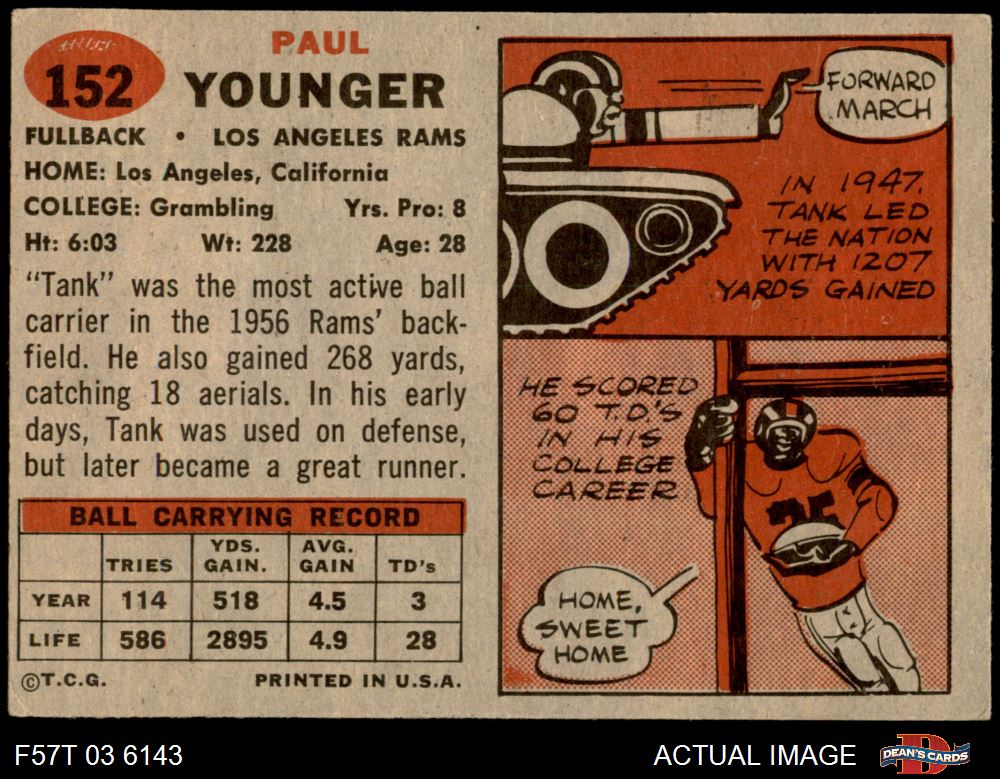 152
PAUL
YOUNGER
FULLBACK • LOS ANGELES RAMS
HOME: Los Angeles, California
COLLEGE: Grambling Yrs. Pro: 8
Ht: 6:03 Wt: 228 Age: 28
"Tank" was the most active ball
carrier in the 1956 Rams' back-
field. He also gained 268 yards,
catching 18 aerials. In his early
days, Tank was used on defense,
but later became a great runner.
BALL CARRYING RECORD
TRIES YDS. GAIN. AVG. GAIN TD's
YEAR 114 518 4.5 3
LIFE 586 2895 4.9 28
©T.C.G. PRINTED IN U.S.A.
FORWARD
MARCH
IN 1947,
TANK LED
THE NATION
WITH 1207
YARDS GAINED
HE SCORED
60 T.D'S
IN HIS
COLLEGE
CAREER
35
HOME,
SWEET
HOME
F57T 03 6143 ACTUAL IMAGE DEAN'S CARDS